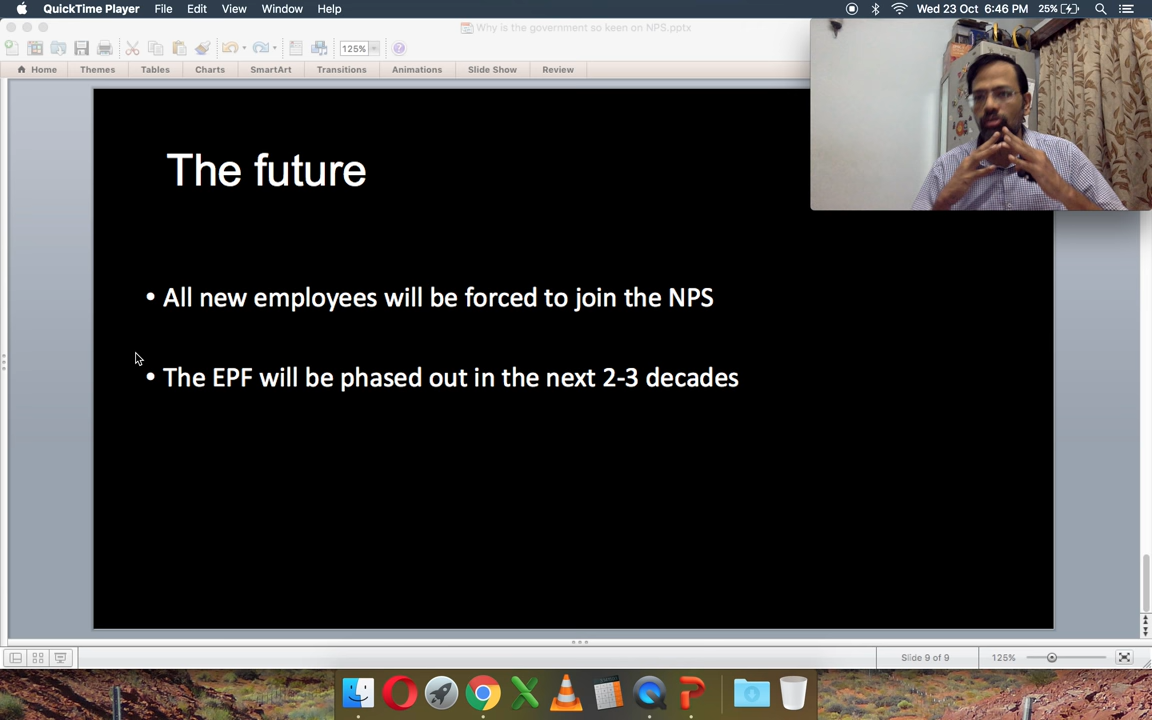 QuickTime Player File Edit View Window Help
Wed 23 Oct 6:46 PM 25%
Why is the government so keen on NPS.pptx
125%
Home Themes Tables Charts SmartArt Transitions Animations Slide Show Review
The future
• All new employees will be forced to join the NPS
• The EPF will be phased out in the next 2-3 decades
Slide 9 of 9 125%